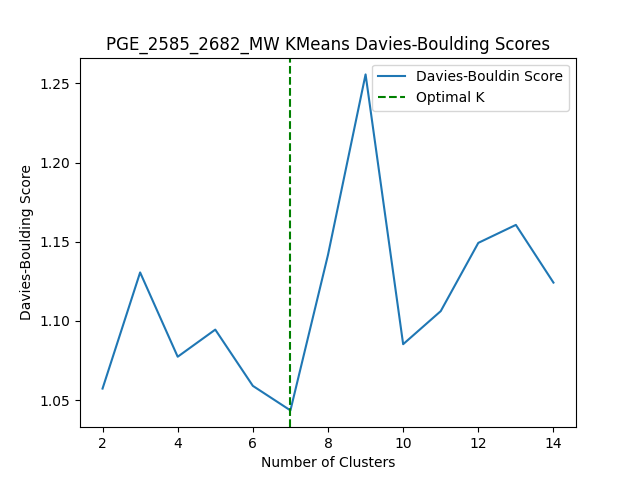 PGE_2585_2682_MW KMeans Davies-Boulding Scores
Davies-Bouldin Score
Optimal K
1.25
1.20
1.15
1.10
1.05
Davies-Boulding Score
2 4 6 8 10 12 14
Number of Clusters